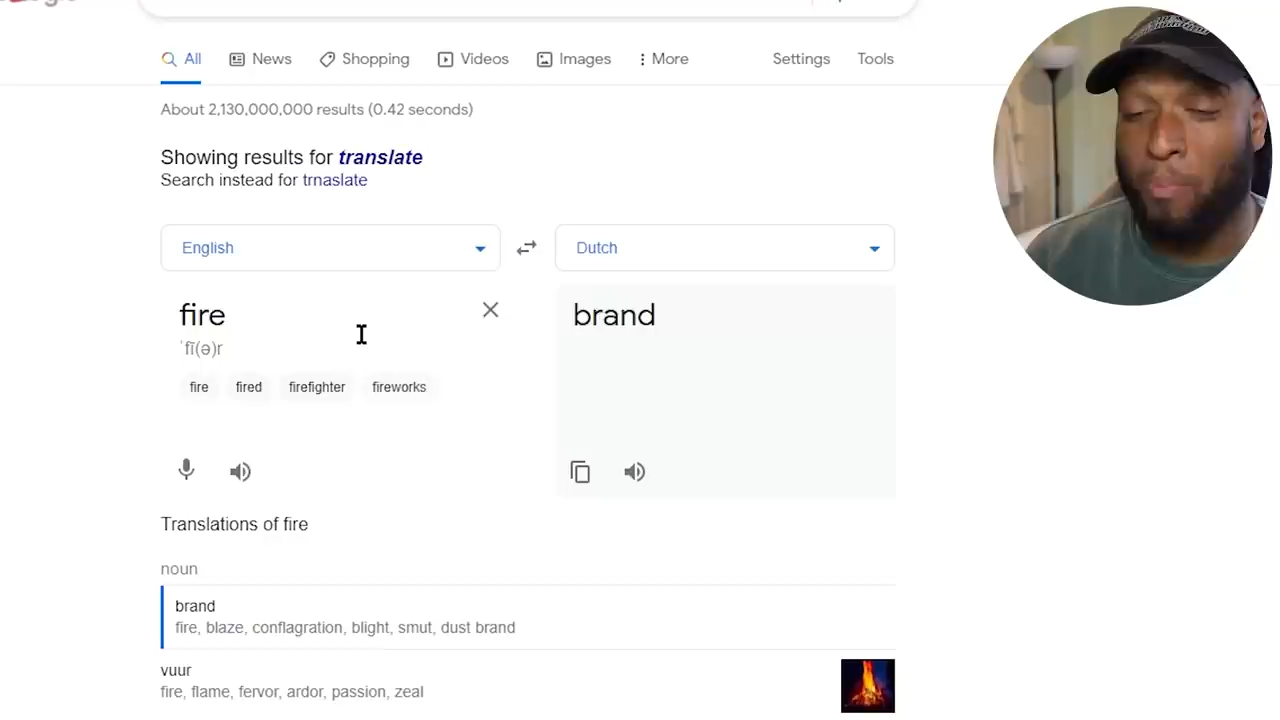 All News Shopping Videos Images More Settings Tools
About 2,130,000,000 results (0.42 seconds)
Showing results for translate
Search instead for trnaslate
English Dutch
fire brand
ˈfī(ə)r
fire fired firefighter fireworks
Translations of fire
noun
brand
fire, blaze, conflagration, blight, smut, dust brand
vuur
fire, flame, fervor, ardor, passion, zeal